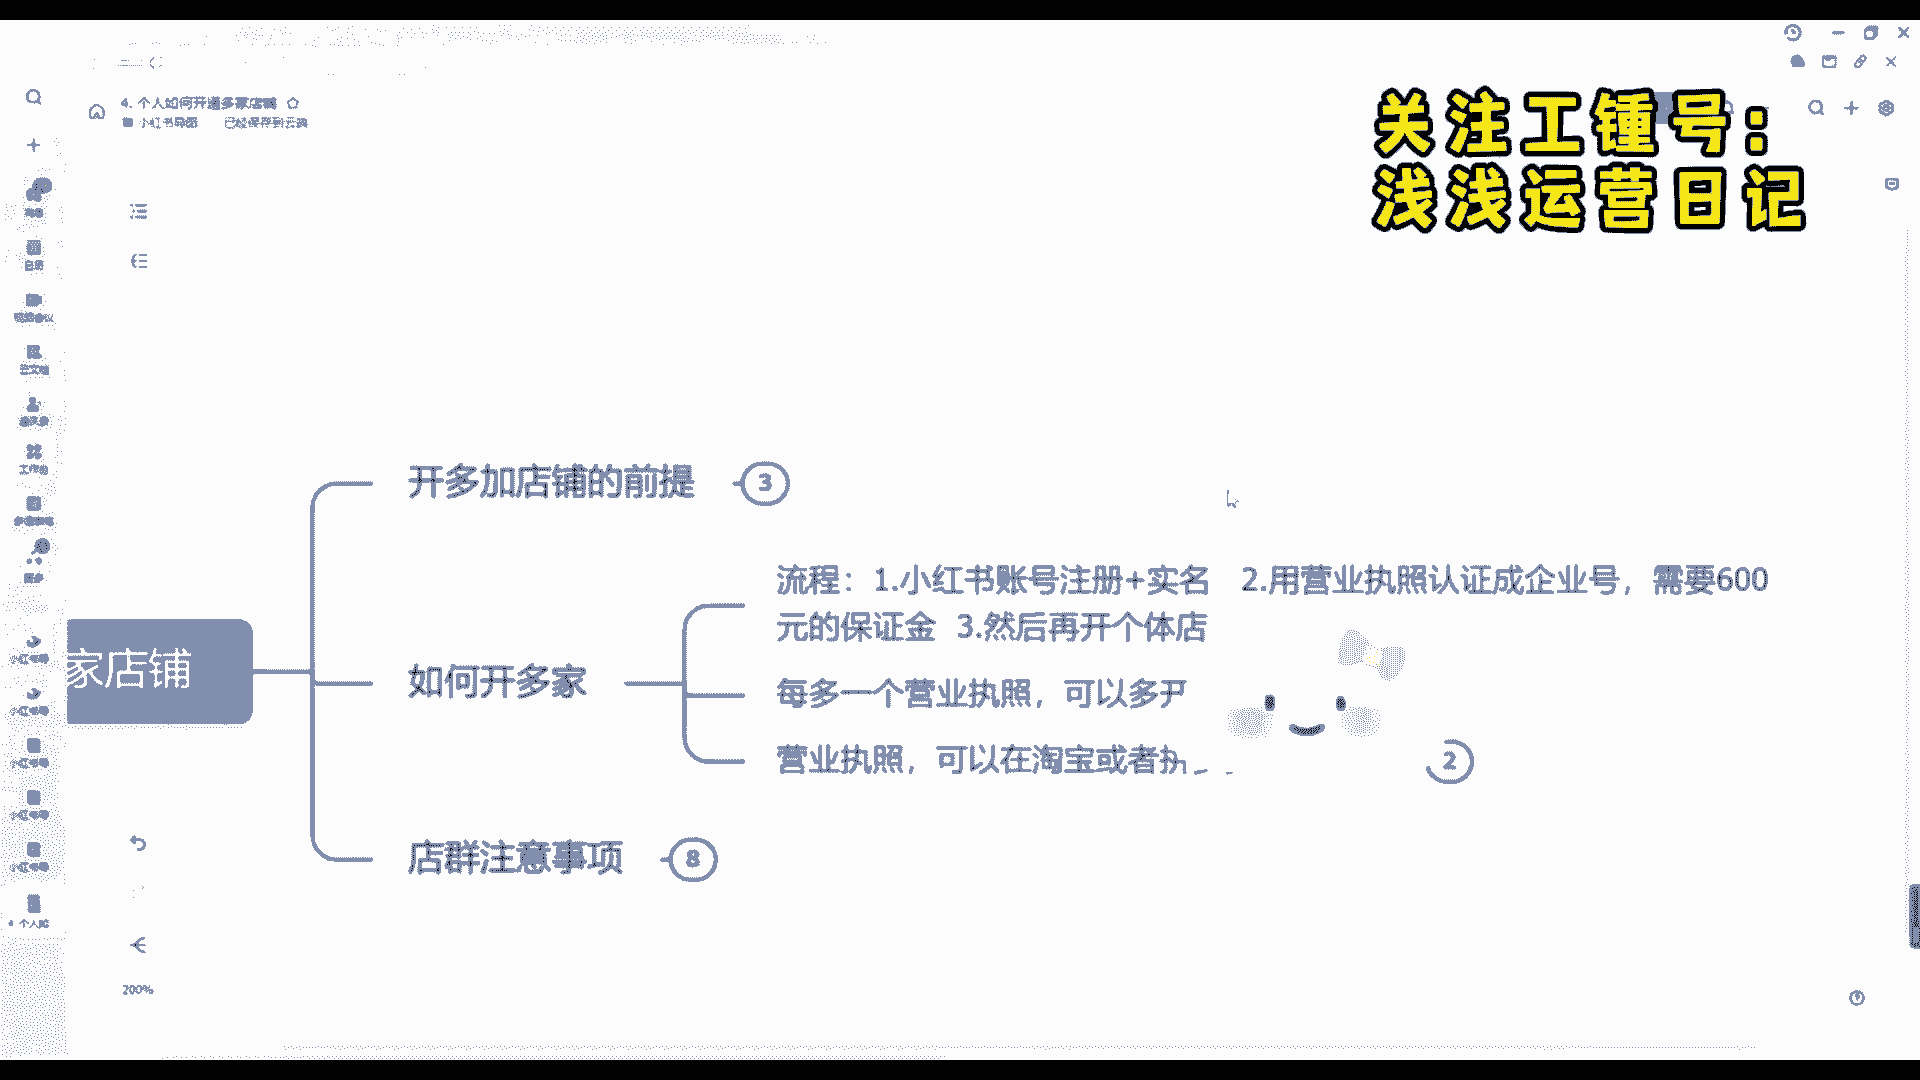 关注工锺号：
浅浅运营日记
4. 个人如何开通多家店铺
小红书导图 已经保存到云端
开多加店铺的前提
3
流程：1.小红书账号注册+实名 2.用营业执照认证成企业号，需要600
元的保证金 3.然后再开个体店
家店铺
如何开多家
每多一个营业执照，可以多开
营业执照，可以在淘宝或者
2
店群注意事项
8
200%